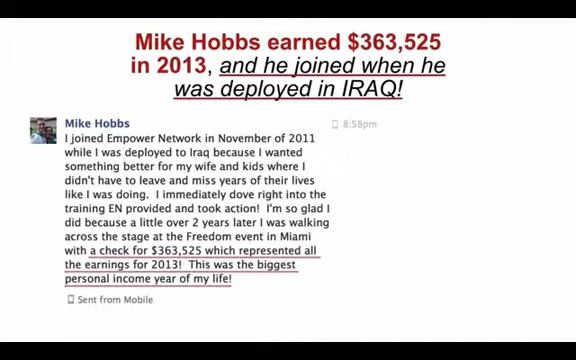 Mike Hobbs earned $363,525
in 2013, and he joined when he
was deployed in IRAQ!
Mike Hobbs
8:58pm
I joined Empower Network in November of 2011
while I was deployed to Iraq because I wanted
something better for my wife and kids where I
didn't have to leave and miss years of their lives
like I was doing. I immediately dove right into the
training EN provided and took action! I'm so glad I
did because a little over 2 years later I was walking
across the stage at the Freedom event in Miami
with a check for $363,525 which represented all
the earnings for 2013! This was the biggest
personal income year of my life!
Sent from Mobile